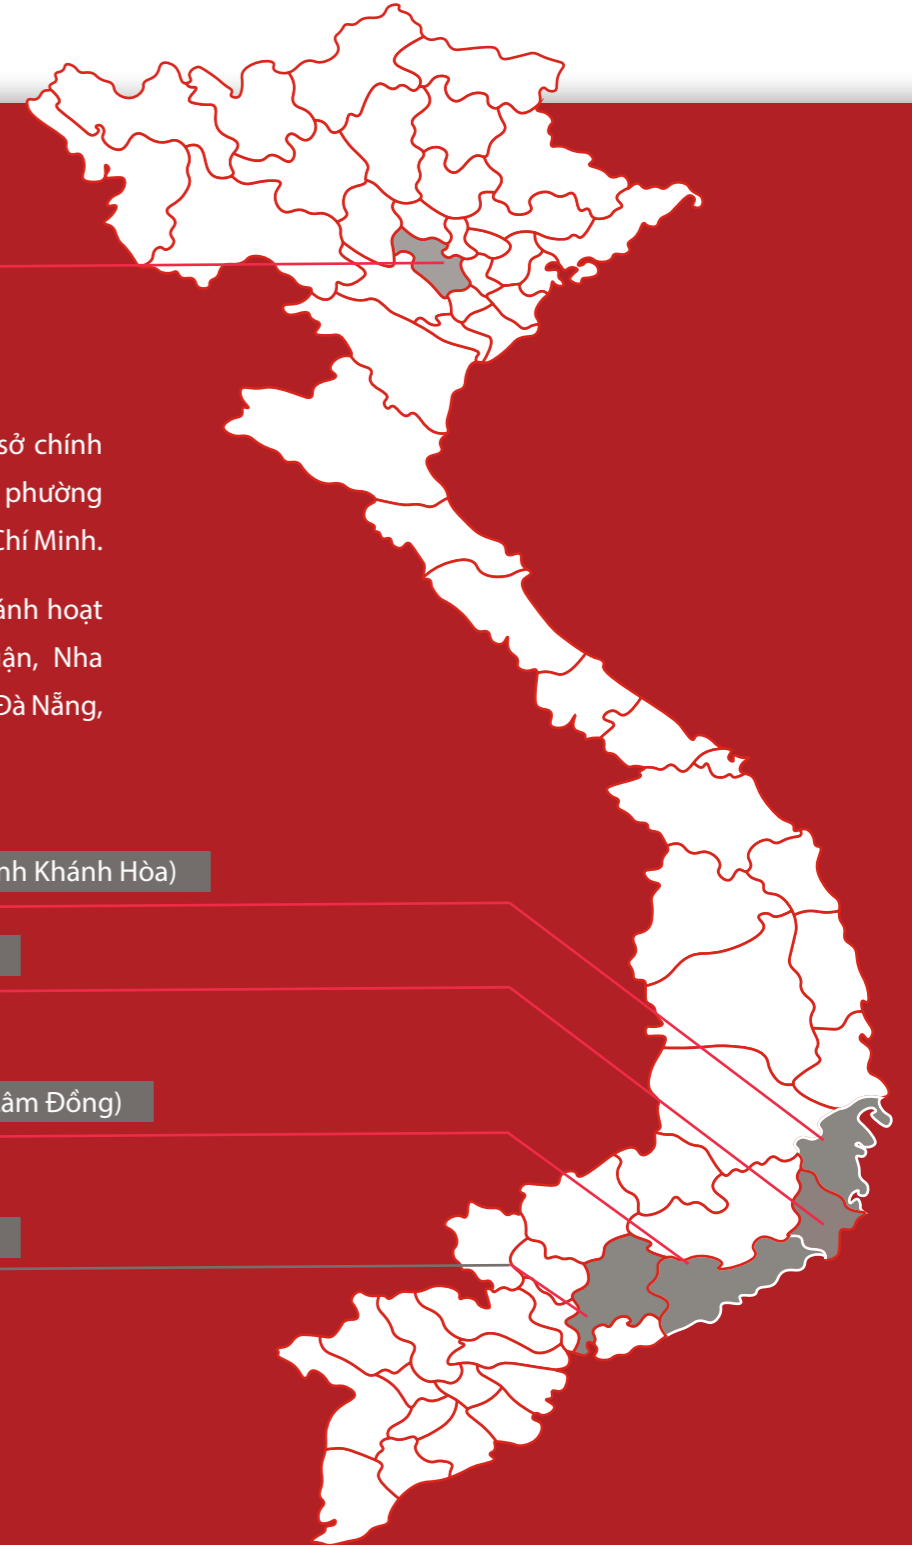 sở chính
phường
Chí Minh.
ánh hoạt
ận, Nha
Đà Nẵng,
nh Khánh Hòa)
âm Đồng)